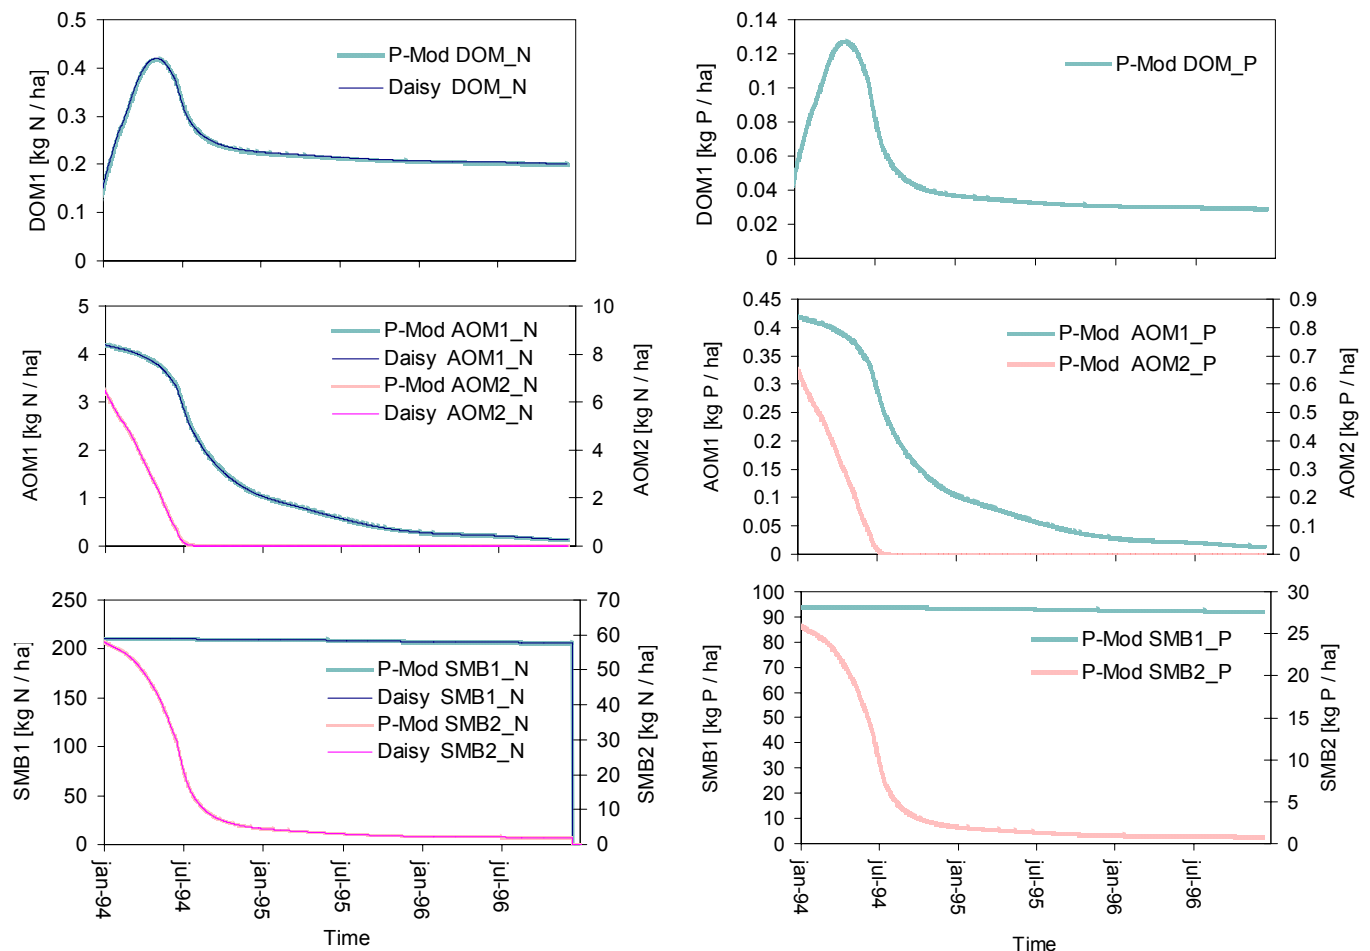 DOM1 [kg N / ha]
0.5
0.4
0.3
0.2
0.1
0
P-Mod DOM_N
Daisy DOM_N
DOM1 [kg P / ha]
0.14
0.12
0.1
0.08
0.06
0.04
0.02
0
P-Mod DOM_P
AOM1 [kg N / ha]
5
4
3
2
1
0
P-Mod AOM1_N
Daisy AOM1_N
P-Mod AOM2_N
Daisy AOM2_N
10
8
6
4
2
0
AOM2 [kg N / ha]
AOM1 [kg P / ha]
0.45
0.4
0.35
0.3
0.25
0.2
0.15
0.1
0.05
0
P-Mod AOM1_P
P-Mod AOM2_P
0.9
0.8
0.7
0.6
0.5
0.4
0.3
0.2
0.1
0
AOM2 [kg P / ha]
SMB1 [kg N / ha]
250
200
150
100
50
0
P-Mod SMB1_N
Daisy SMB1_N
P-Mod SMB2_N
Daisy SMB2_N
70
60
50
40
30
20
10
0
SMB2 [kg N / ha]
jan-94
jul-94
jan-95
jul-95
jan-96
jul-96
Time
SMB1 [kg P / ha]
100
90
80
70
60
50
40
30
20
10
0
P-Mod SMB1_P
P-Mod SMB2_P
30
25
20
15
10
5
0
SMB2 [kg P / ha]
jan-94
jul-94
jan-95
jul-95
jan-96
jul-96
Time